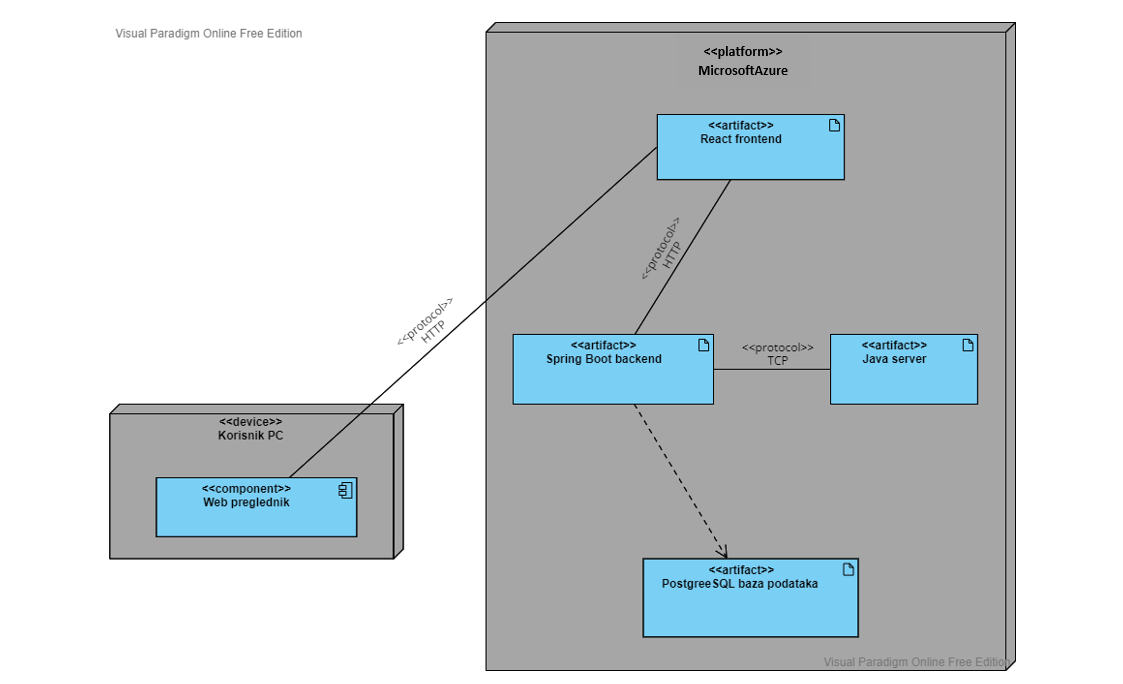 Visual Paradigm Online Free Edition
<<platform>>
MicrosoftAzure
<<artifact>>
React frontend
<<protocol>>
HTTP
<<protocol>>
HTTP
<<artifact>>
Spring Boot backend
<<protocol>>
TCP
<<artifact>>
Java server
<<device>>
Korisnik PC
<<component>>
Web preglednik
<<artifact>>
PostgreeSQL baza podataka
Visual Paradigm Online Free Edition